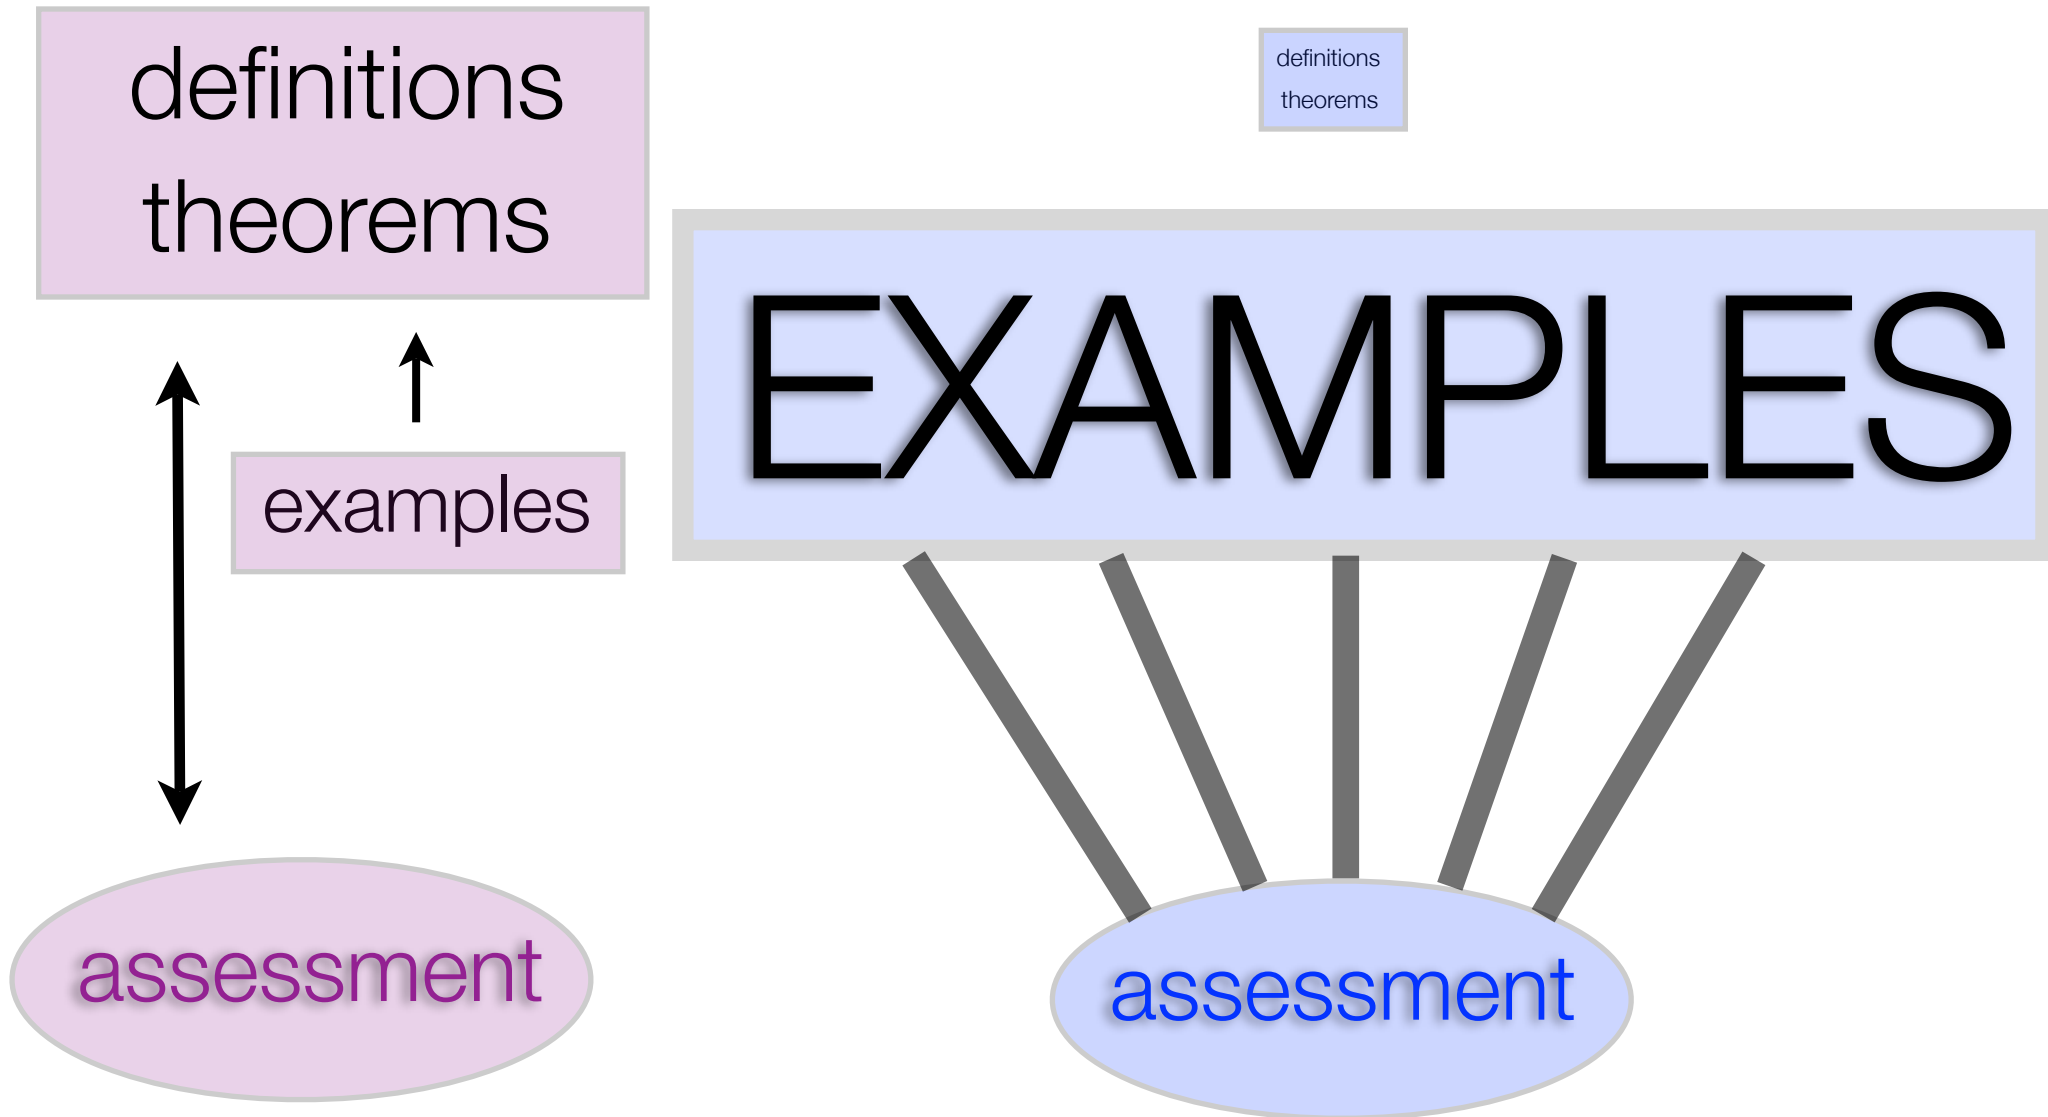 definitions
theorems
examples
assessment
definitions
theorems
EXAMPLES
assessment